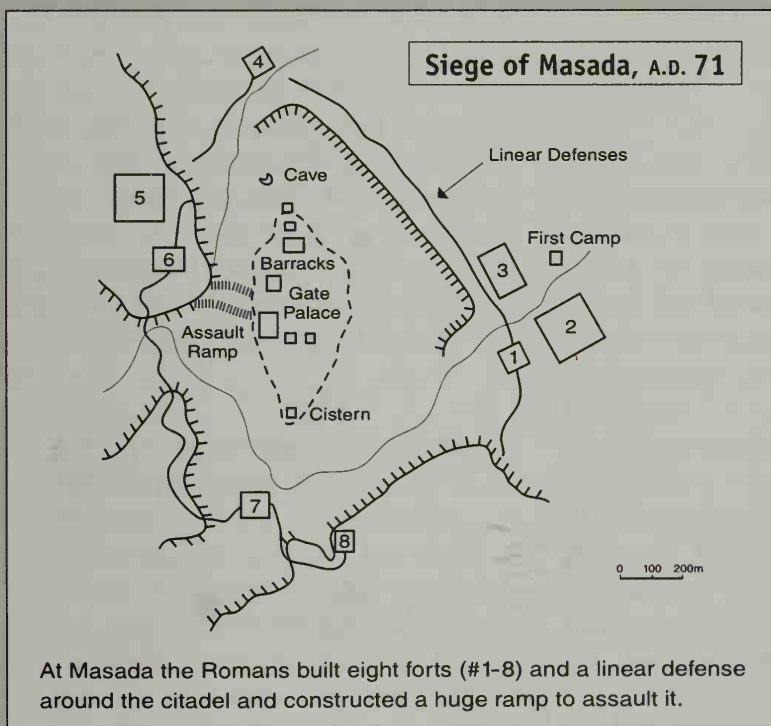 Siege of Masada, A.D. 71
4
Linear Defenses
5
Cave
First Camp
3
6
Barracks
2
Gate
Palace
Assault
Ramp
1
Cistern
7
8
0 100 200m
At Masada the Romans built eight forts (#1-8) and a linear defense
around the citadel and constructed a huge ramp to assault it.